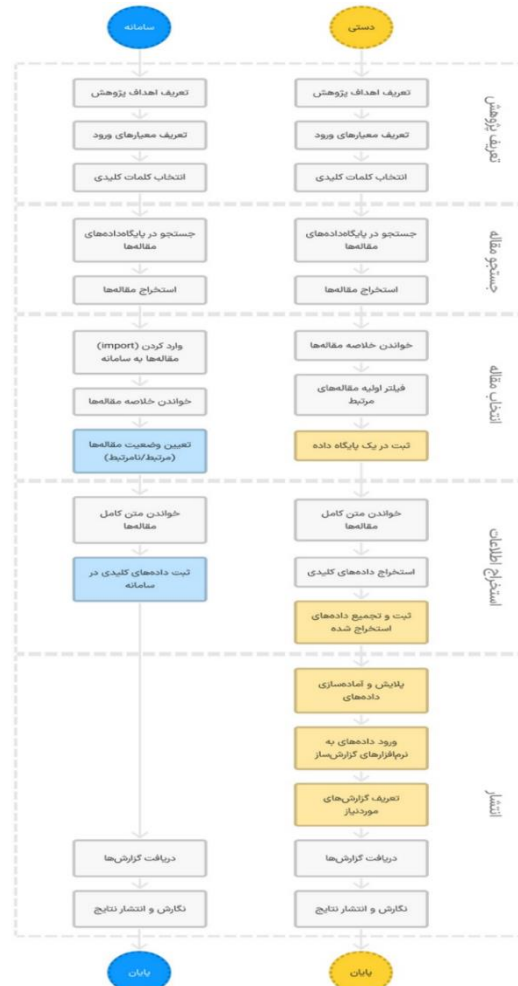 دستی
سامانه
تعریف پژوهش
تعریف اهداف پژوهش
تعریف اهداف پژوهش
تعریف معیارهای ورود
تعریف معیارهای ورود
انتخاب کلمات کلیدی
انتخاب کلمات کلیدی
جستجو مقاله
جستجو در پایگاه‌داده‌های
مقاله‌ها
جستجو در پایگاه‌داده‌های
مقاله‌ها
استخراج مقاله‌ها
استخراج مقاله‌ها
انتخاب مقاله
خواندن خلاصه مقاله‌ها
وارد کردن (import)
مقاله‌ها به سامانه
فیلتر اولیه مقاله‌های
مرتبط
خواندن خلاصه مقاله‌ها
ثبت در یک پایگاه داده
تعیین وضعیت مقاله‌ها
(مرتبط/نامرتبط)
استخراج اطلاعات
خواندن متن کامل
مقاله‌ها
خواندن متن کامل
مقاله‌ها
استخراج داده‌های کلیدی
ثبت داده‌های کلیدی در
سامانه
ثبت و تجمیع داده‌های
استخراج شده
انتشار
پلایش و آماده‌سازی
داده‌های
ورود داده‌های به
نرم‌افزارهای گزارش‌ساز
تعریف گزارش‌های
موردنیاز
دریافت گزارش‌ها
دریافت گزارش‌ها
نگارش و انتشار نتایج
نگارش و انتشار نتایج
پایان
پایان